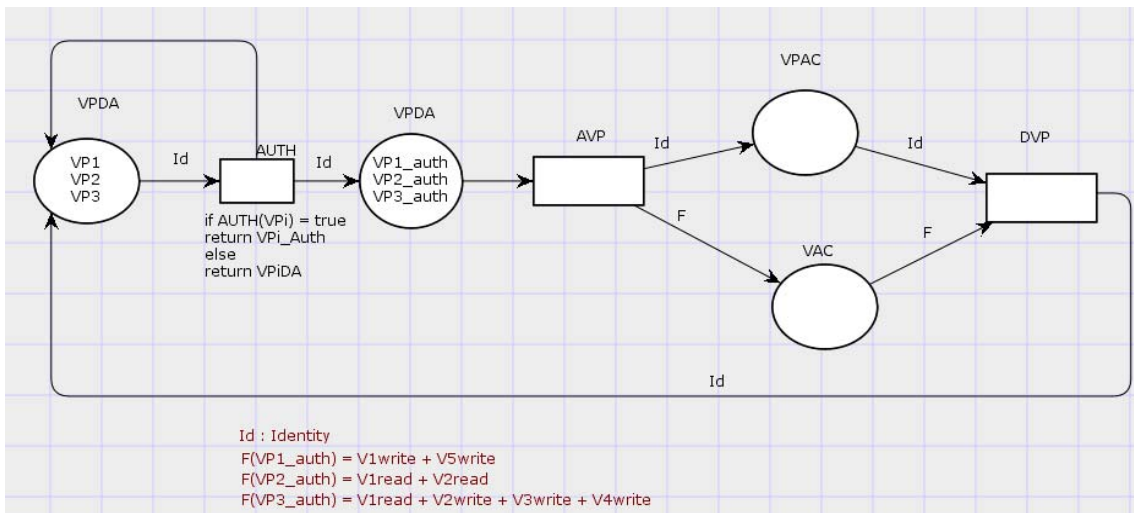 VPDA
VP1
VP2
VP3
Id
AUTH
if AUTH(VPi) = true
return VPi_Auth
else
return VPiDA
Id
VPDA
VP1_auth
VP2_auth
VP3_auth
AVP
Id
F
VPAC
VAC
Id
F
DVP
Id
Id : Identity
F(VP1_auth) = V1write + V5write
F(VP2_auth) = V1read + V2read
F(VP3_auth) = V1read + V2write + V3write + V4write